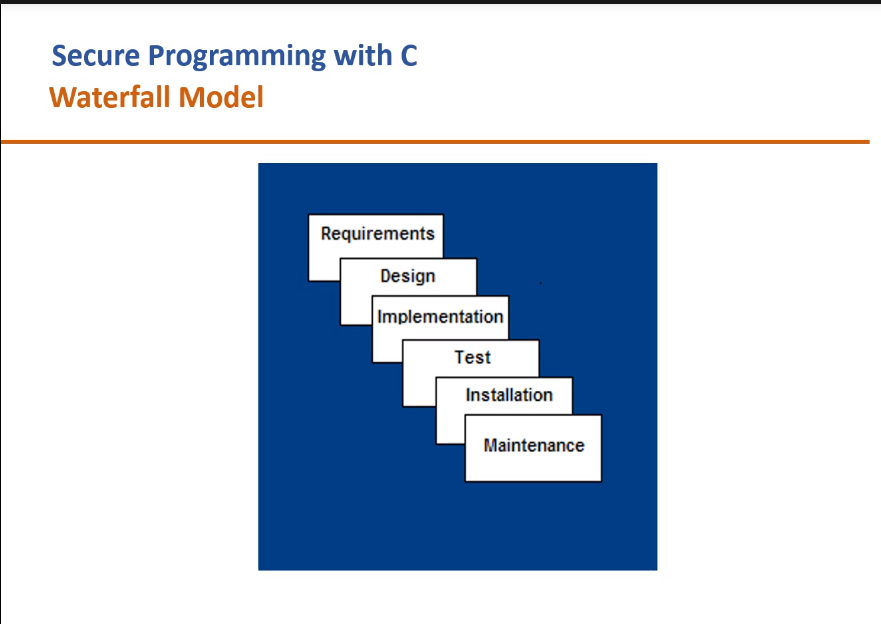 Secure Programming with C
Waterfall Model
Requirements
Design
Implementation
Test
Installation
Maintenance